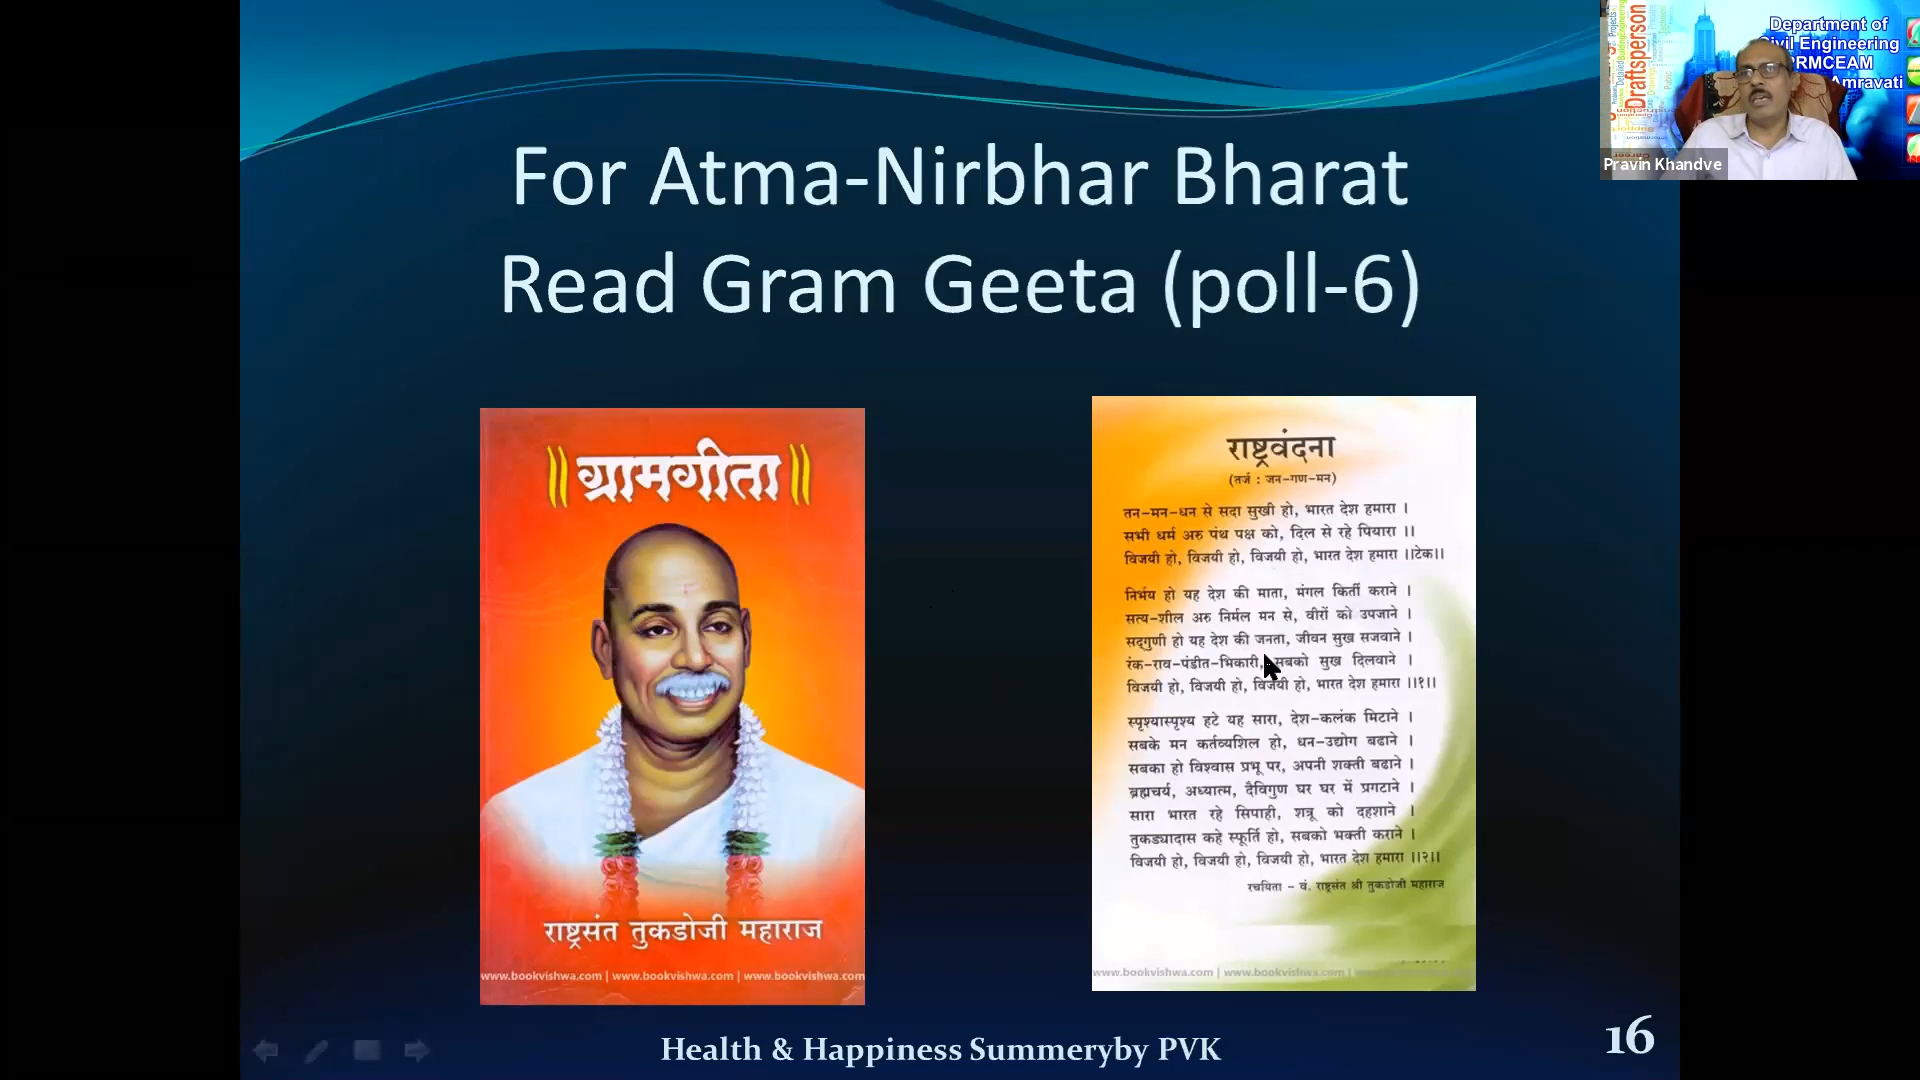 For Atma-Nirbhar Bharat
Read Gram Geeta (poll-6)
Department of
Civil Engineering
PRMCEAM
Amravati
Draftsperson
Pravin Khandve
॥ ग्रामगीता ॥
राष्ट्रसंत तुकडोजी महाराज
www.bookvishwa.com | www.bookvishwa.com | www.bookvishwa.com
राष्ट्रवंदना
(तर्ज : जन-गण-मन)
तन-मन-धन से सदा सुखी हो, भारत देश हमारा ।
सभी धर्म अरु पंथ पक्ष को, दिल से रहे पियारा ।।
विजयी हो, विजयी हो, विजयी हो, भारत देश हमारा ।।टेक।।
निर्भय हो यह देश की माता, मंगल किर्ती कराने ।
सत्य-शील अरु निर्मल मन से, वीरों को उपजाने ।
सद्गुणी हो यह देश की जनता, जीवन सुख सजवाने ।
रंक-राव-पंडीत-भिकारी, सबको सुख दिलवाने ।
विजयी हो, विजयी हो, विजयी हो, भारत देश हमारा ।।१।।
स्पृश्यास्पृश्य हटे यह सारा, देश-कलंक मिटाने ।
सबके मन कर्तव्यशिल हो, धन-उद्योग बढाने ।
सबका हो विश्वास प्रभू पर, अपनी शक्ती बढाने ।
ब्रह्मचर्य, अध्यात्म, दैविगुण घर घर में प्रगटाने ।
सारा भारत रहे सिपाही, शत्रू को दहशाने ।
तुकड्यादास कहे स्फूर्ति हो, सबको भक्ती कराने ।
विजयी हो, विजयी हो, विजयी हो, भारत देश हमारा ।।२।।
रचयिता - वं. राष्ट्रसंत श्री तुकडोजी महाराज
www.bookvishwa.com | www.bookvishwa.com |
Health & Happiness Summeryby PVK
16